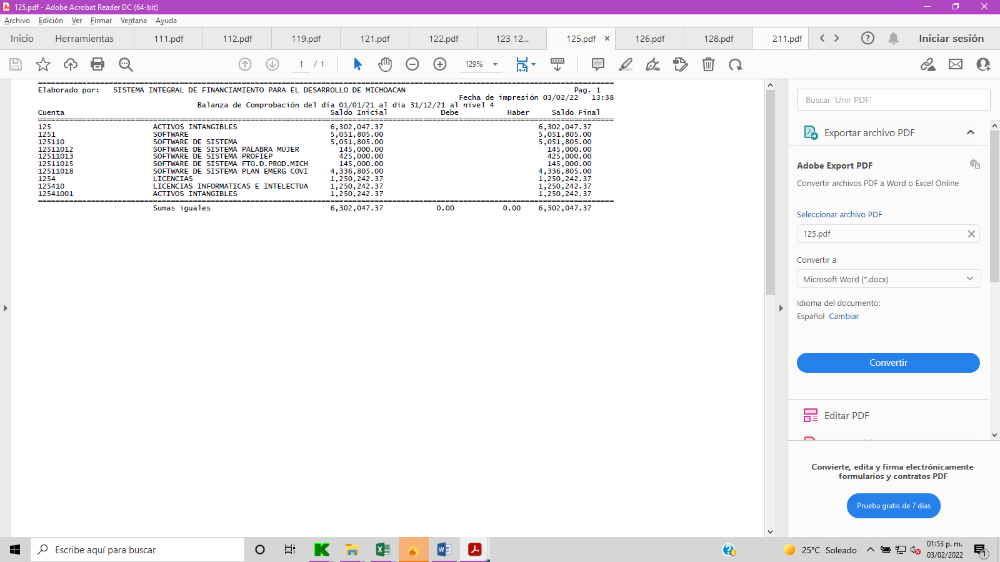 125.pdf - Adobe Acrobat Reader DC (64-bit)
Archivo Edición Ver Firmar Ventana Ayuda
Inicio Herramientas 111.pdf 112.pdf 119.pdf 121.pdf 122.pdf 123 12... 125.pdf × 126.pdf 128.pdf 211.pdf Iniciar sesión
1 / 1 129%
Elaborado por: SISTEMA INTEGRAL DE FINANCIAMIENTO PARA EL DESARROLLO DE MICHOACAN Pag. 1
Fecha de impresión 03/02/22 13:38
Balanza de Comprobación del día 01/01/21 al día 31/12/21 al nivel 4
Cuenta Saldo Inicial Debe Haber Saldo Final
125 ACTIVOS INTANGIBLES 6,302,047.37 6,302,047.37
1251 SOFTWARE 5,051,805.00 5,051,805.00
125110 SOFTWARE DE SISTEMA 5,051,805.00 5,051,805.00
12511012 SOFTWARE DE SISTEMA PALABRA MUJER 145,000.00 145,000.00
12511013 SOFTWARE DE SISTEMA PROFIEP 425,000.00 425,000.00
12511015 SOFTWARE DE SISTEMA FTO.D.PROD.MICH 145,000.00 145,000.00
12511018 SOFTWARE DE SISTEMA PLAN EMERG COVI 4,336,805.00 4,336,805.00
1254 LICENCIAS 1,250,242.37 1,250,242.37
125410 LICENCIAS INFORMATICAS E INTELECTUA 1,250,242.37 1,250,242.37
12541001 ACTIVOS INTANGIBLES 1,250,242.37 1,250,242.37
Sumas iguales 6,302,047.37 0.00 0.00 6,302,047.37
Buscar 'Unir PDF'
Exportar archivo PDF
Adobe Export PDF
Convertir archivos PDF a Word o Excel Online
Seleccionar archivo PDF
125.pdf
Convertir a
Microsoft Word (*.docx)
Idioma del documento:
Español Cambiar
Convertir
Editar PDF
Convierte, edita y firma electrónicamente
formularios y contratos PDF
Prueba gratis de 7 días
Escribe aquí para buscar
25°C Soleado
01:53 p. m.
03/02/2022
1